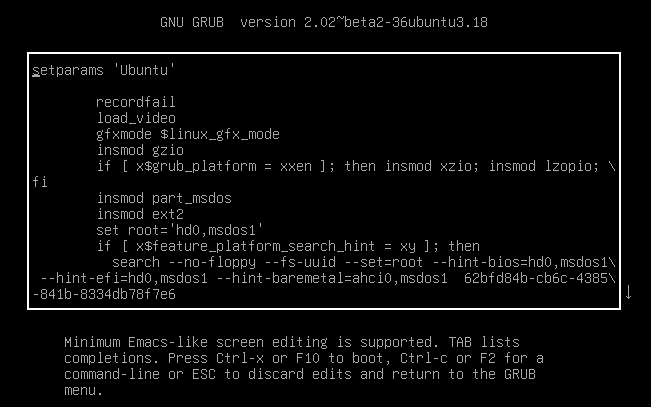 GNU GRUB  version 2.02~beta2-36ubuntu3.18
setparams 'Ubuntu'
recordfail
load_video
gfxmode $linux_gfx_mode
insmod gzio
if [ x$grub_platform = xxen ]; then insmod xzio; insmod lzopio; \
fi
insmod part_msdos
insmod ext2
set root='hd0,msdos1'
if [ x$feature_platform_search_hint = xy ]; then
search --no-floppy --fs-uuid --set=root --hint-bios=hd0,msdos1\
--hint-efi=hd0,msdos1 --hint-baremetal=ahci0,msdos1  62bfd84b-cb6c-4385\
-841b-8334db78f7e6
↓
Minimum Emacs-like screen editing is supported. TAB lists
completions. Press Ctrl-x or F10 to boot, Ctrl-c or F2 for a
command-line or ESC to discard edits and return to the GRUB
menu.